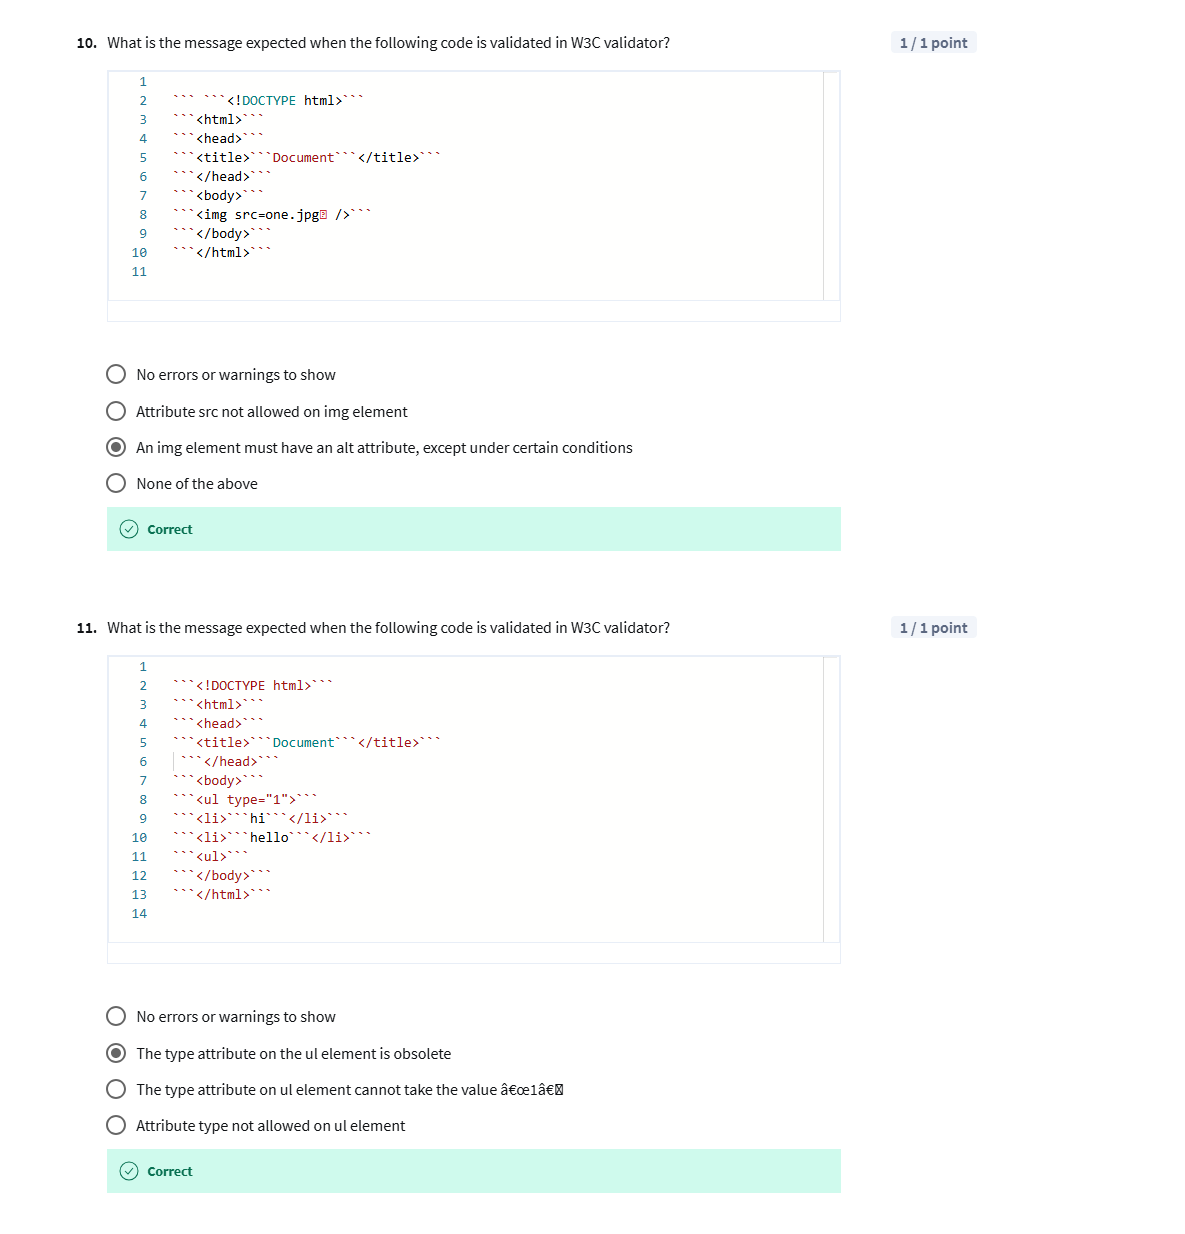 10. What is the message expected when the following code is validated in W3C validator?
1 / 1 point
1
2 ``` ```<!DOCTYPE html>```
3 ```<html>```
4 ```<head>```
5 ```<title>```Document```</title>```
6 ```</head>```
7 ```<body>```
8 ```<img src=one.jpg />```
9 ```</body>```
10 ```</html>```
11
No errors or warnings to show
Attribute src not allowed on img element
An img element must have an alt attribute, except under certain conditions
None of the above
Correct
11. What is the message expected when the following code is validated in W3C validator?
1 / 1 point
1
2 ```<!DOCTYPE html>```
3 ```<html>```
4 ```<head>```
5 ```<title>```Document```</title>```
6 ```</head>```
7 ```<body>```
8 ```<ul type="1">```
9 ```<li>```hi```</li>```
10 ```<li>```hello```</li>```
11 ```<ul>```
12 ```</body>```
13 ```</html>```
14
No errors or warnings to show
The type attribute on the ul element is obsolete
The type attribute on ul element cannot take the value â€œ1â€
Attribute type not allowed on ul element
Correct